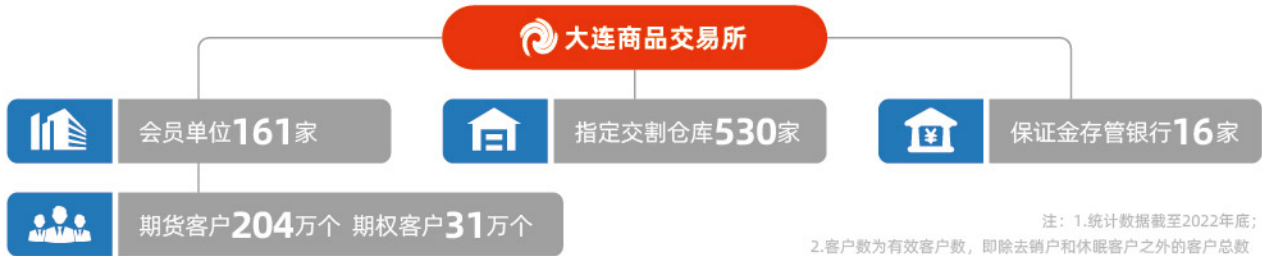 大连商品交易所
会员单位161家
指定交割仓库530家
保证金存管银行16家
期货客户204万个 期权客户31万个
注：1.统计数据截至2022年底；
2.客户数为有效客户数，即除去销户和休眠客户之外的客户总数